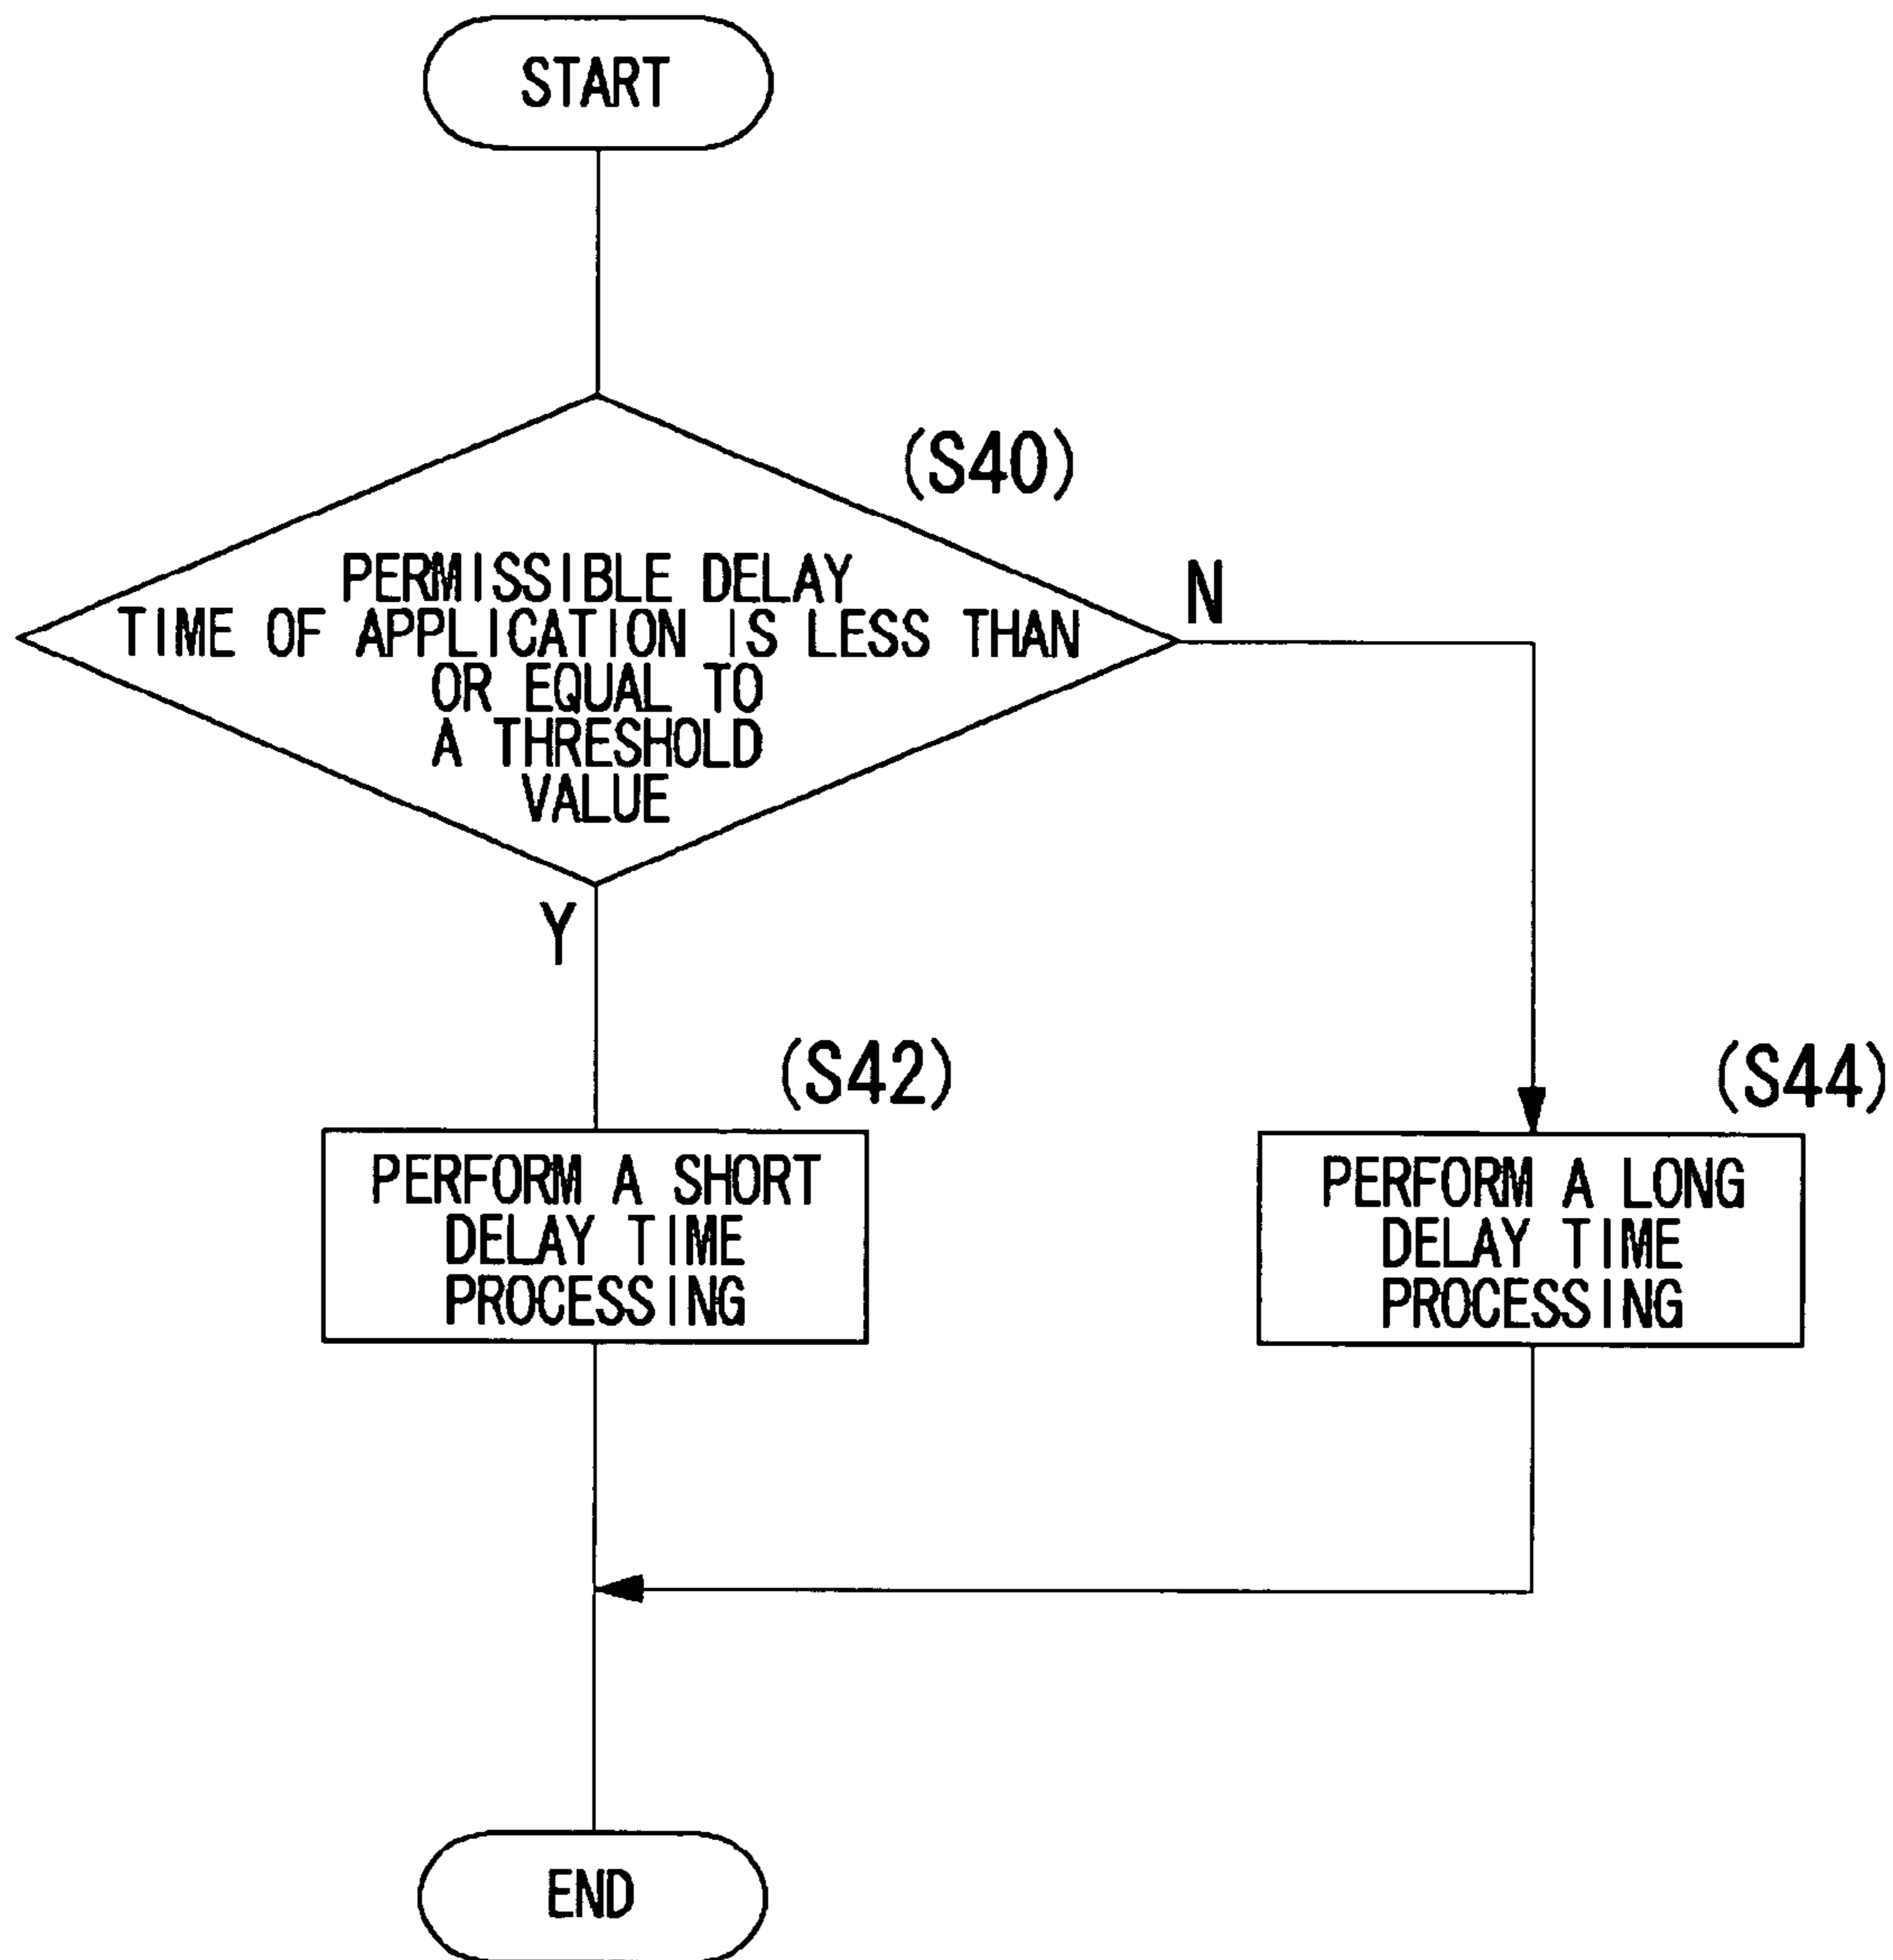 START
(S40)
PERMISSIBLE DELAY
TIME OF APPLICATION IS LESS THAN
OR EQUAL TO
A THRESHOLD
VALUE
N
Y
(S42)
PERFORM A SHORT
DELAY TIME
PROCESSING
(S44)
PERFORM A LONG
DELAY TIME
PROCESSING
END